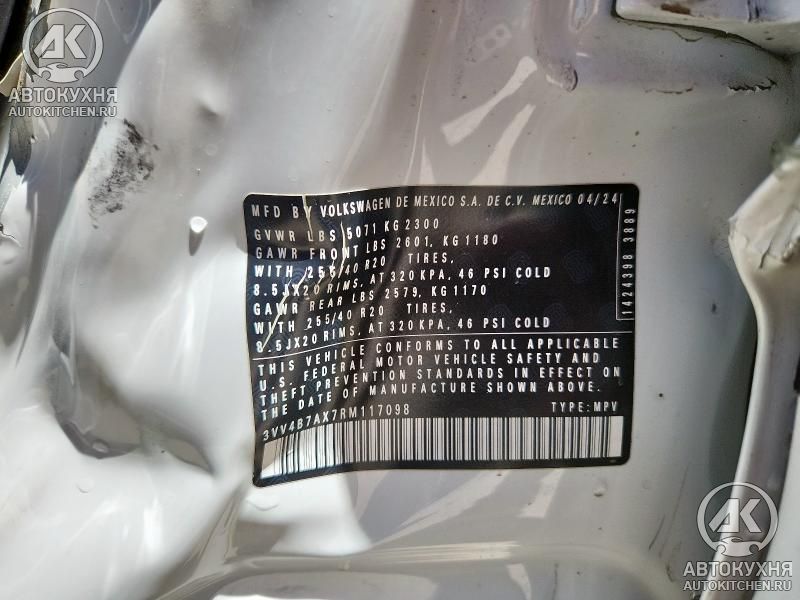 AK
АВТОКУХНЯ
AUTOKITCHEN.RU
MFD BY VOLKSWAGEN DE MEXICO S.A. DE C.V. MEXICO 04/24
GVWR LBS 5071 KG 2300
GAWR FRONT LBS 2601, KG 1180
WITH 255/40 R20 TIRES,
8.5JX20 RIMS, AT 320 KPA, 46 PSI COLD
GAWR REAR LBS 2579, KG 1170
WITH 255/40 R20 TIRES,
8.5JX20 RIMS, AT 320 KPA, 46 PSI COLD
THIS VEHICLE CONFORMS TO ALL APPLICABLE
U.S. FEDERAL MOTOR VEHICLE SAFETY AND
THEFT PREVENTION STANDARDS IN EFFECT ON
THE DATE OF MANUFACTURE SHOWN ABOVE.
3VV4B7AX7RM117098 TYPE: MPV
1424398 3889
AK
АВТОКУХНЯ
AUTOKITCHEN.RU